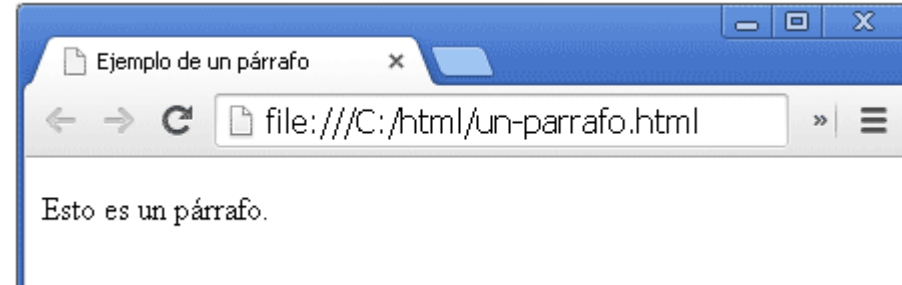 Ejemplo de un párrafo
file:///C:/html/un-parrafo.html
Esto es un párrafo.